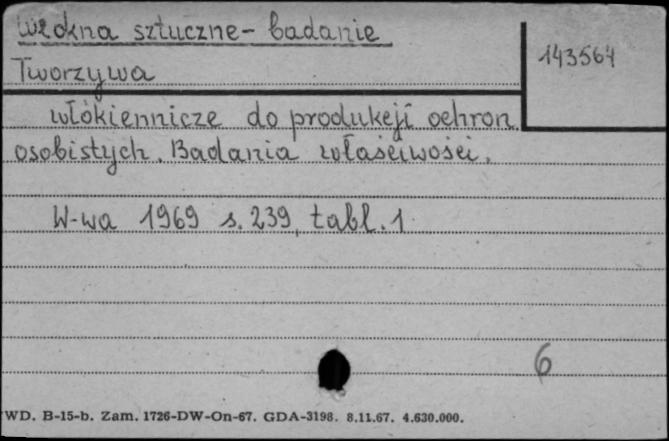 Włókna sztuczne - badanie
143564
Tworzywa
włókiennicze do produkcji ochron
osobistych. Badania właściwości.
W-wa 1969 s. 239, tabl. 1
6
WD. B-15-b. Zam. 1726-DW-On-67. GDA-3198. 8.11.67. 4.630.000.